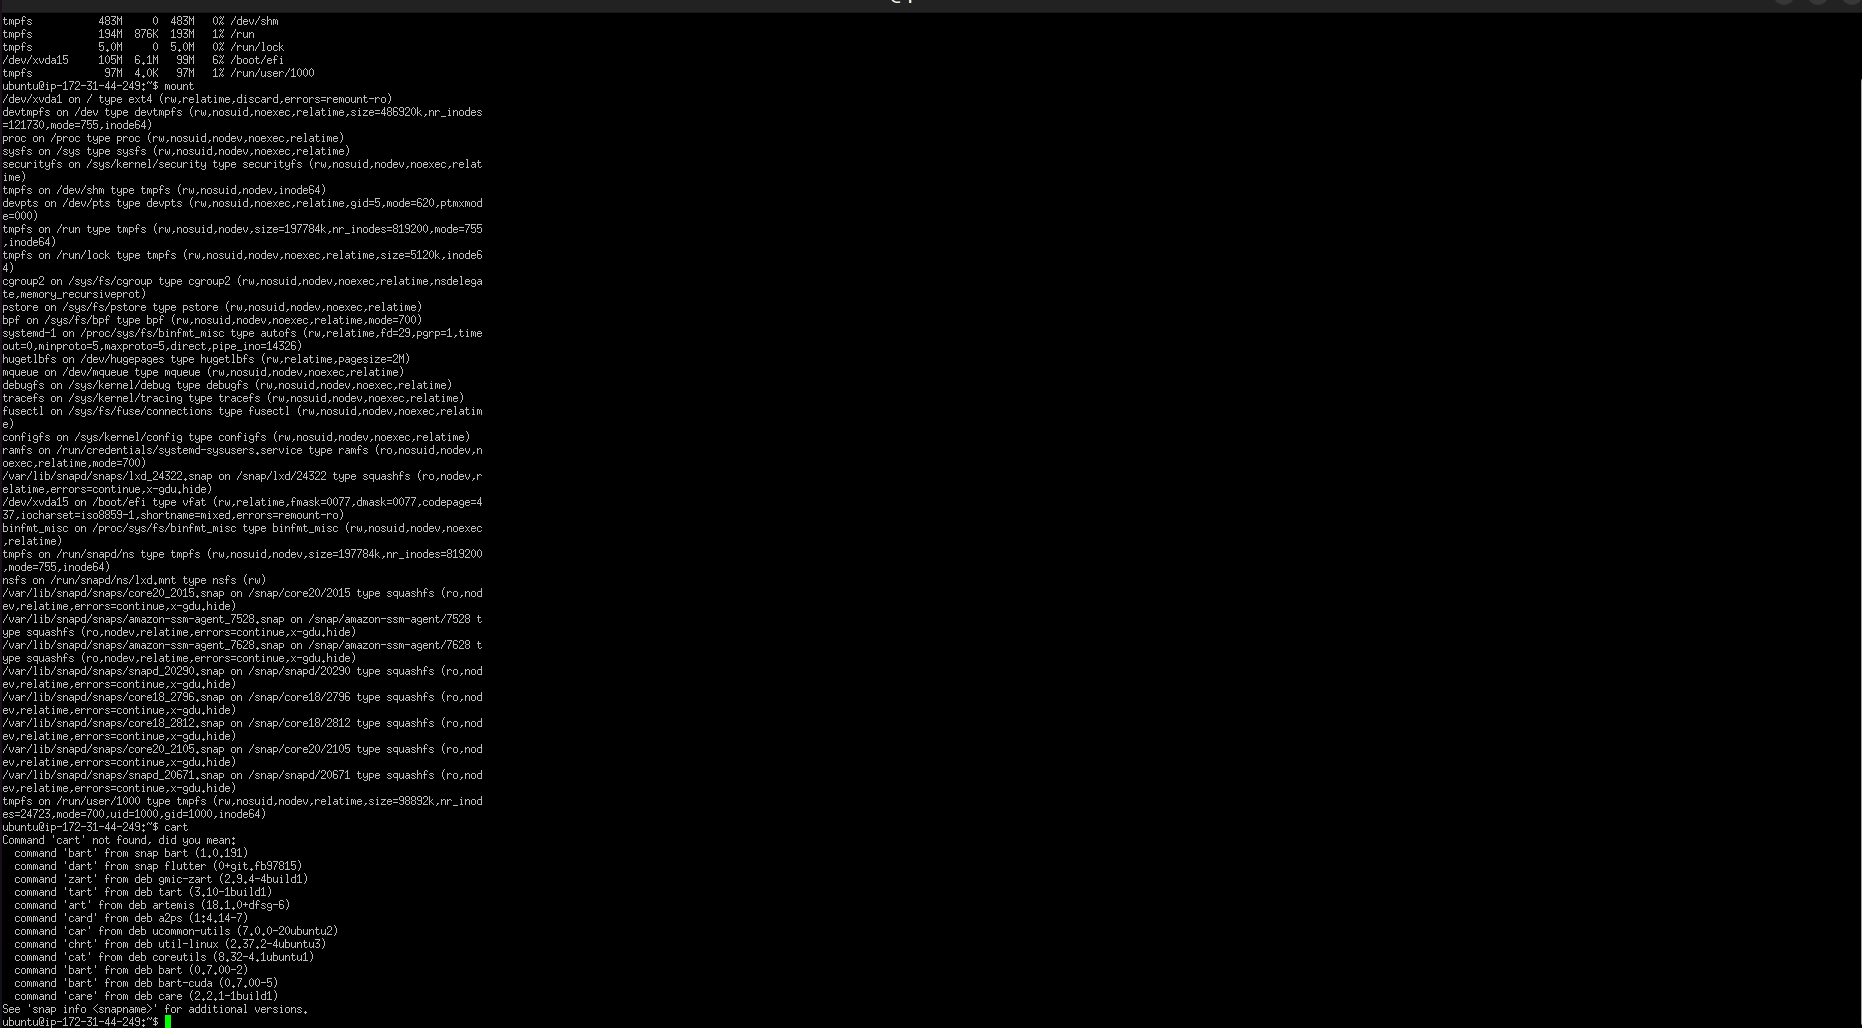 tmpfs           483M     0  483M   0% /dev/shm
tmpfs           194M  876K  193M   1% /run
tmpfs           5.0M     0  5.0M   0% /run/lock
/dev/xvda15     105M  6.1M   99M   6% /boot/efi
tmpfs            97M  4.0K   97M   1% /run/user/1000
ubuntu@ip-172-31-44-249:~$ mount
/dev/xvda1 on / type ext4 (rw,relatime,discard,errors=remount-ro)
devtmpfs on /dev type devtmpfs (rw,nosuid,noexec,relatime,size=486920k,nr_inodes
=121730,mode=755,inode64)
proc on /proc type proc (rw,nosuid,nodev,noexec,relatime)
sysfs on /sys type sysfs (rw,nosuid,nodev,noexec,relatime)
securityfs on /sys/kernel/security type securityfs (rw,nosuid,nodev,noexec,relat
ime)
tmpfs on /dev/shm type tmpfs (rw,nosuid,nodev,inode64)
devpts on /dev/pts type devpts (rw,nosuid,noexec,relatime,gid=5,mode=620,ptmxmod
e=000)
tmpfs on /run type tmpfs (rw,nosuid,nodev,size=197784k,nr_inodes=819200,mode=755
,inode64)
tmpfs on /run/lock type tmpfs (rw,nosuid,nodev,noexec,relatime,size=5120k,inode6
4)
cgroup2 on /sys/fs/cgroup type cgroup2 (rw,nosuid,nodev,noexec,relatime,nsdelega
te,memory_recursiveprot)
pstore on /sys/fs/pstore type pstore (rw,nosuid,nodev,noexec,relatime)
bpf on /sys/fs/bpf type bpf (rw,nosuid,nodev,noexec,relatime,mode=700)
systemd-1 on /proc/sys/fs/binfmt_misc type autofs (rw,relatime,fd=29,pgrp=1,time
out=0,minproto=5,maxproto=5,direct,pipe_ino=14326)
hugetlbfs on /dev/hugepages type hugetlbfs (rw,relatime,pagesize=2M)
mqueue on /dev/mqueue type mqueue (rw,nosuid,nodev,noexec,relatime)
debugfs on /sys/kernel/debug type debugfs (rw,nosuid,nodev,noexec,relatime)
tracefs on /sys/kernel/tracing type tracefs (rw,nosuid,nodev,noexec,relatime)
fusectl on /sys/fs/fuse/connections type fusectl (rw,nosuid,nodev,noexec,relatim
e)
configfs on /sys/kernel/config type configfs (rw,nosuid,nodev,noexec,relatime)
ramfs on /run/credentials/systemd-sysusers.service type ramfs (ro,nosuid,nodev,n
oexec,relatime,mode=700)
/var/lib/snapd/snaps/lxd_24322.snap on /snap/lxd/24322 type squashfs (ro,nodev,r
elatime,errors=continue,x-gdu.hide)
/dev/xvda15 on /boot/efi type vfat (rw,relatime,fmask=0077,dmask=0077,codepage=4
37,iocharset=iso8859-1,shortname=mixed,errors=remount-ro)
binfmt_misc on /proc/sys/fs/binfmt_misc type binfmt_misc (rw,nosuid,nodev,noexec
,relatime)
tmpfs on /run/snapd/ns type tmpfs (rw,nosuid,nodev,size=197784k,nr_inodes=819200
,mode=755,inode64)
nsfs on /run/snapd/ns/lxd.mnt type nsfs (rw)
/var/lib/snapd/snaps/core20_2015.snap on /snap/core20/2015 type squashfs (ro,nod
ev,relatime,errors=continue,x-gdu.hide)
/var/lib/snapd/snaps/amazon-ssm-agent_7528.snap on /snap/amazon-ssm-agent/7528 t
ype squashfs (ro,nodev,relatime,errors=continue,x-gdu.hide)
/var/lib/snapd/snaps/amazon-ssm-agent_7628.snap on /snap/amazon-ssm-agent/7628 t
ype squashfs (ro,nodev,relatime,errors=continue,x-gdu.hide)
/var/lib/snapd/snaps/snapd_20290.snap on /snap/snapd/20290 type squashfs (ro,nod
ev,relatime,errors=continue,x-gdu.hide)
/var/lib/snapd/snaps/core18_2796.snap on /snap/core18/2796 type squashfs (ro,nod
ev,relatime,errors=continue,x-gdu.hide)
/var/lib/snapd/snaps/core18_2812.snap on /snap/core18/2812 type squashfs (ro,nod
ev,relatime,errors=continue,x-gdu.hide)
/var/lib/snapd/snaps/core20_2105.snap on /snap/core20/2105 type squashfs (ro,nod
ev,relatime,errors=continue,x-gdu.hide)
/var/lib/snapd/snaps/snapd_20671.snap on /snap/snapd/20671 type squashfs (ro,nod
ev,relatime,errors=continue,x-gdu.hide)
tmpfs on /run/user/1000 type tmpfs (rw,nosuid,nodev,relatime,size=98892k,nr_inod
es=24723,mode=700,uid=1000,gid=1000,inode64)
ubuntu@ip-172-31-44-249:~$ cart
Command 'cart' not found, did you mean:
  command 'bart' from snap bart (1.0.191)
  command 'dart' from snap flutter (0+git.fb97815)
  command 'zart' from deb gmic-zart (2.9.4-4build1)
  command 'tart' from deb tart (3.10-1build1)
  command 'art' from deb artemis (18.1.0+dfsg-6)
  command 'card' from deb a2ps (1:4.14-7)
  command 'car' from deb ucommon-utils (7.0.0-20ubuntu2)
  command 'chrt' from deb util-linux (2.37.2-4ubuntu3)
  command 'cat' from deb coreutils (8.32-4.1ubuntu1)
  command 'bart' from deb bart (0.7.00-2)
  command 'bart' from deb bart-cuda (0.7.00-5)
  command 'care' from deb care (2.2.1-1build1)
See 'snap info <snapname>' for additional versions.
ubuntu@ip-172-31-44-249:~$